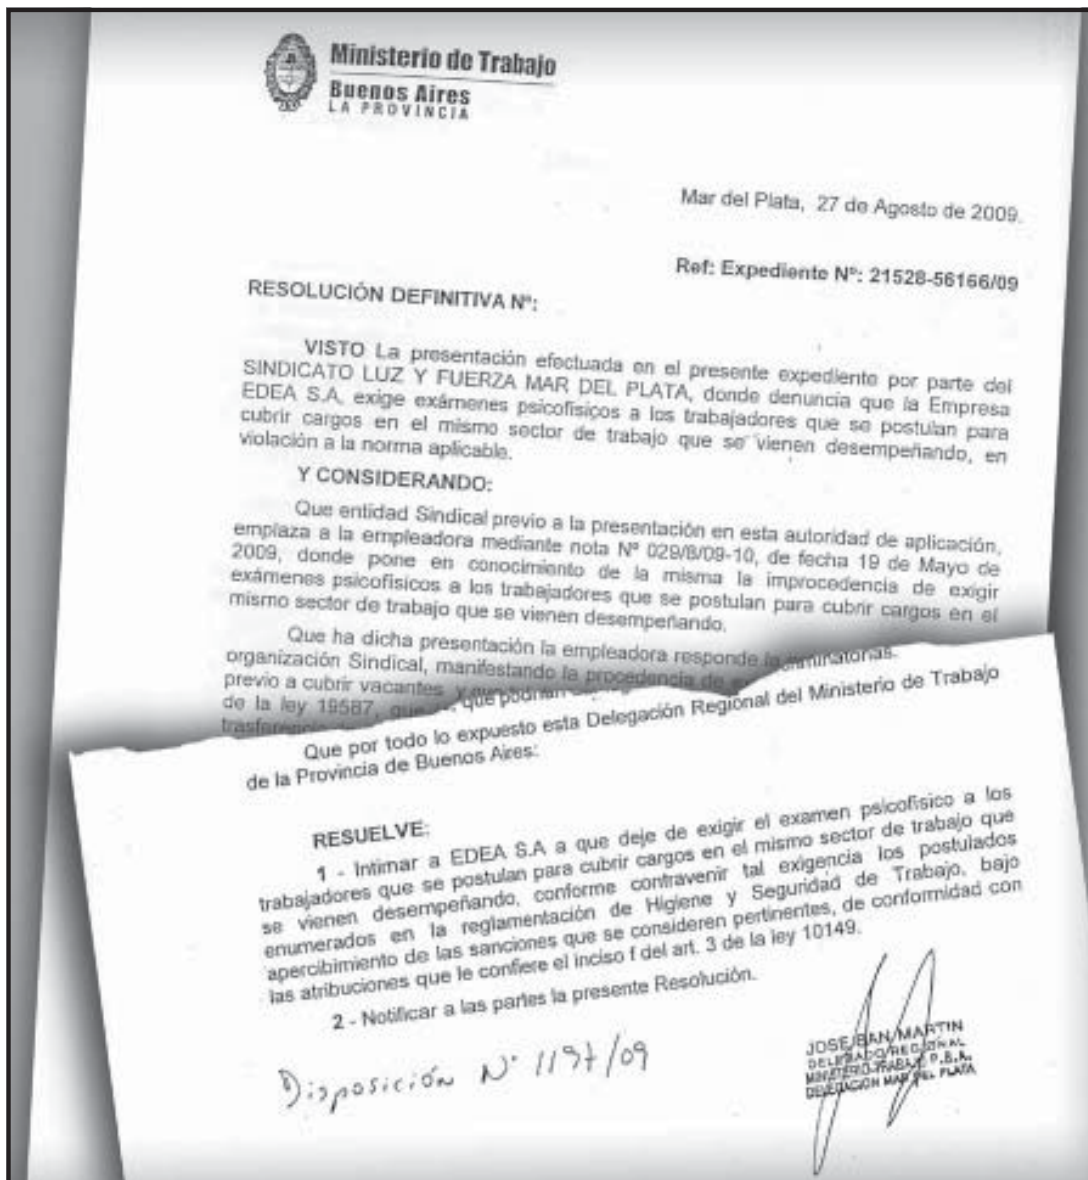 Ministerio de Trabajo
Buenos Aires
LA PROVINCIA
Mar del Plata, 27 de Agosto de 2009.
Ref: Expediente Nº: 21528-56166/09
RESOLUCIÓN DEFINITIVA Nº:
VISTO La presentación efectuada en el presente expediente por parte del
SINDICATO LUZ Y FUERZA MAR DEL PLATA, donde denuncia que la Empresa
EDEA S.A, exige exámenes psicofísicos a los trabajadores que se postulan para
cubrir cargos en el mismo sector de trabajo que se vienen desempeñando, en
violación a la norma aplicable.
Y CONSIDERANDO:
Que entidad Sindical previo a la presentación en esta autoridad de aplicación,
emplaza a la empleadora mediante nota Nº 029/8/09-10, de fecha 19 de Mayo de
2009, donde pone en conocimiento de la misma la improcedencia de exigir
exámenes psicofísicos a los trabajadores que se postulan para cubrir cargos en el
mismo sector de trabajo que se vienen desempeñando.
Que ha dicha presentación la empleadora responde
organización Sindical, manifestando la procedencia de
previo a cubrir vacantes y que podrían
de la ley 19587, que
Que por todo lo expuesto esta Delegación Regional del Ministerio de Trabajo
de la Provincia de Buenos Aires:
RESUELVE:
1 - Intimar a EDEA S.A a que deje de exigir el examen psicofísico a los
trabajadores que se postulan para cubrir cargos en el mismo sector de trabajo que
se vienen desempeñando, conforme contravenir tal exigencia los postulados
enumerados en la reglamentación de Higiene y Seguridad de Trabajo, bajo
apercibimiento de las sanciones que se consideren pertinentes, de conformidad con
las atribuciones que le confiere el inciso f del art. 3 de la ley 10149.
2 - Notificar a las partes la presente Resolución.
Disposición Nº 1197/09
JOSE SAN MARTIN
DELEGADO REGIONAL
MINISTERIO TRABAJO P.B.A.
DELEGACION MAR DEL PLATA